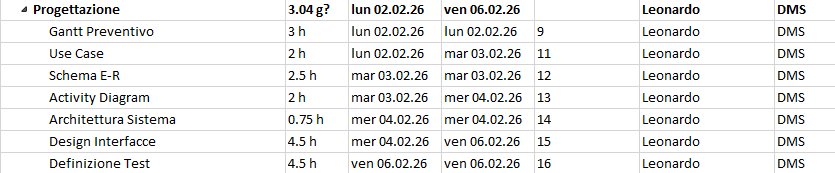 Progettazione 3.04 g? lun 02.02.26 ven 06.02.26 Leonardo DMS
Gantt Preventivo 3 h lun 02.02.26 lun 02.02.26 9 Leonardo DMS
Use Case 2 h lun 02.02.26 mar 03.02.26 11 Leonardo DMS
Schema E-R 2.5 h mar 03.02.26 mar 03.02.26 12 Leonardo DMS
Activity Diagram 2 h mar 03.02.26 mer 04.02.26 13 Leonardo DMS
Architettura Sistema 0.75 h mer 04.02.26 mer 04.02.26 14 Leonardo DMS
Design Interfacce 4.5 h mer 04.02.26 ven 06.02.26 15 Leonardo DMS
Definizione Test 4.5 h ven 06.02.26 ven 06.02.26 16 Leonardo DMS